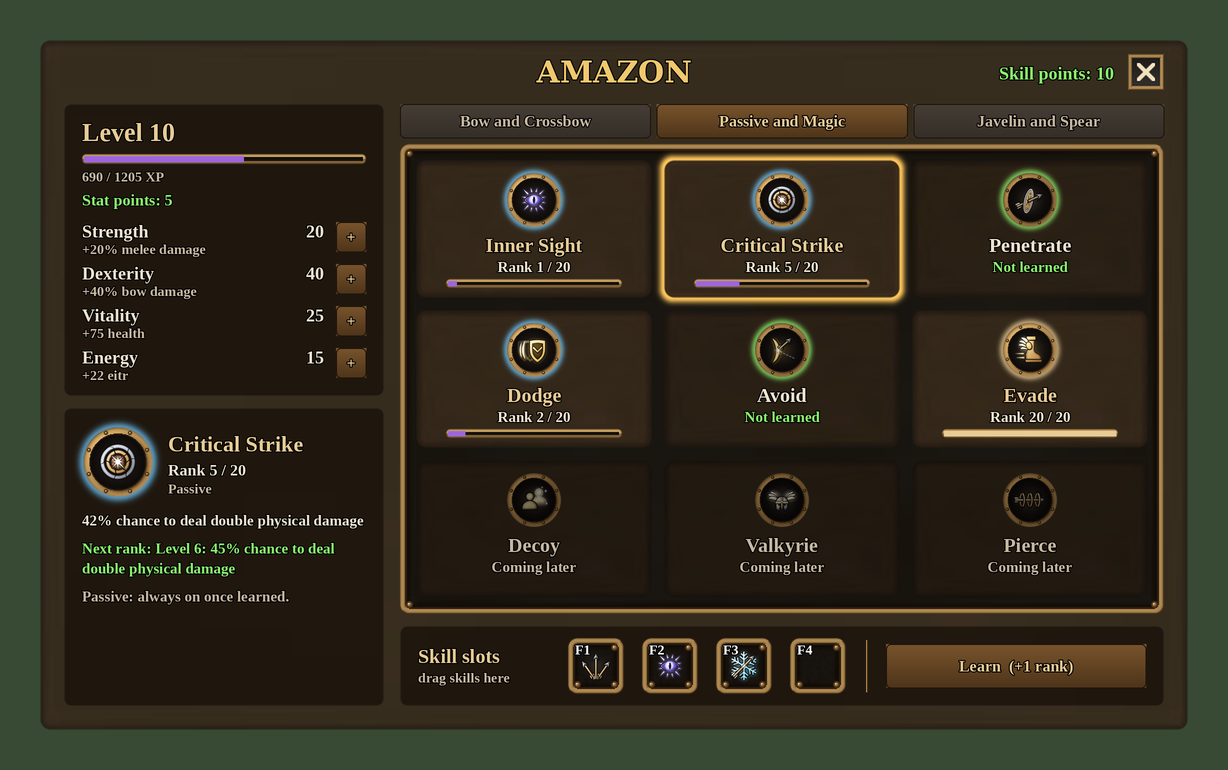 AMAZON
Skill points: 10
Level 10
690 / 1205 XP
Stat points: 5
Strength 20
+20% melee damage
Dexterity 40
+40% bow damage
Vitality 25
+75 health
Energy 15
+22 eitr
Critical Strike
Rank 5 / 20
Passive
42% chance to deal double physical damage
Next rank: Level 6: 45% chance to deal
double physical damage
Passive: always on once learned.
Bow and Crossbow
Passive and Magic
Javelin and Spear
Inner Sight
Rank 1 / 20
Critical Strike
Rank 5 / 20
Penetrate
Not learned
Dodge
Rank 2 / 20
Avoid
Not learned
Evade
Rank 20 / 20
Decoy
Coming later
Valkyrie
Coming later
Pierce
Coming later
Skill slots
drag skills here
F1
F2
F3
F4
Learn (+1 rank)